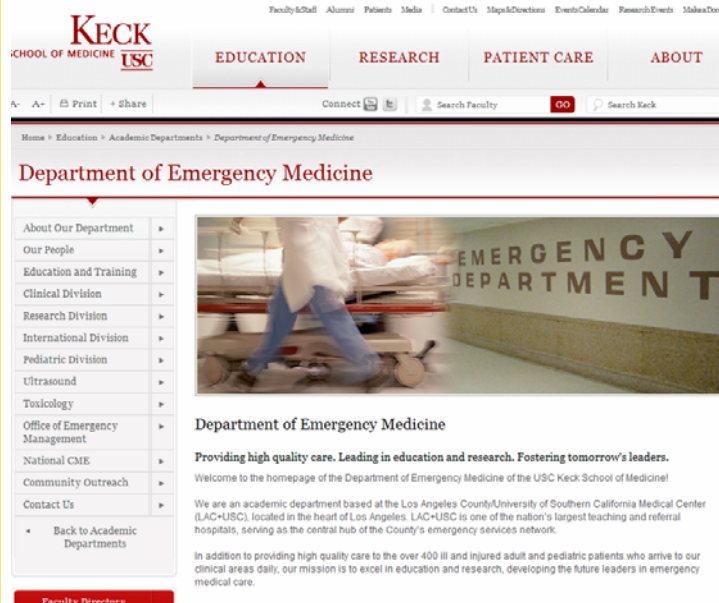 Faculty&Staff Alumni Patients Media Contact Us Maps&Directions EventsCalendar Research Events
KECK
SCHOOL OF MEDICINE USC
EDUCATION RESEARCH PATIENT CARE ABOUT
A- A+ Print + Share Connect Search Faculty GO Search Keck
Home Education Academic Departments Department of Emergency Medicine
Department of Emergency Medicine
About Our Department
Our People
Education and Training
Clinical Division
Research Division
International Division
Pediatric Division
Ultrasound
Toxicology
Office of Emergency
Management
National CME
Community Outreach
Contact Us
Back to Academic
Departments
Faculty Directory
EMERGENCY
DEPARTMENT
Department of Emergency Medicine
Providing high quality care. Leading in education and research. Fostering tomorrow's leaders.
Welcome to the homepage of the Department of Emergency Medicine of the USC Keck School of Medicine!
We are an academic department based at the Los Angeles County/University of Southern California Medical Center
(LAC+USC), located in the heart of Los Angeles. LAC+USC is one of the nation's largest teaching and referral
hospitals, serving as the central hub of the County's emergency services network.
In addition to providing high quality care to the over 400 ill and injured adult and pediatric patients who arrive to our
clinical areas daily, our mission is to excel in education and research, developing the future leaders in emergency
medical care.